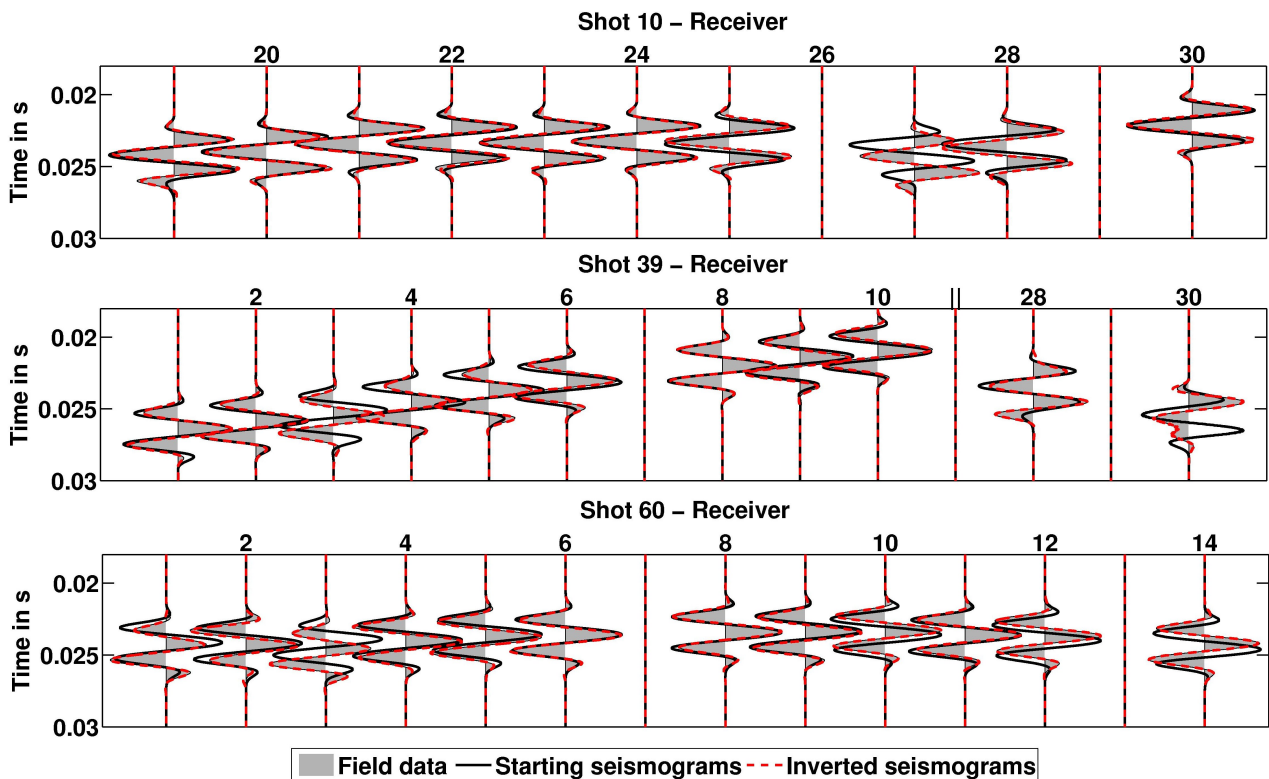 Shot 10 – Receiver
20 22 24 26 28 30
0.02
0.025
0.03
Time in s
Shot 39 – Receiver
2 4 6 8 10 || 28 30
0.02
0.025
0.03
Time in s
Shot 60 – Receiver
2 4 6 8 10 12 14
0.02
0.025
0.03
Time in s
Field data Starting seismograms Inverted seismograms